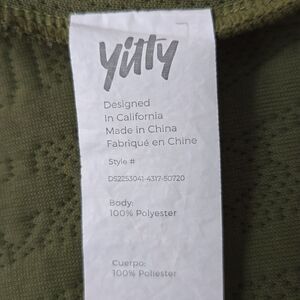 yitty
Designed
In California
Made in China
Fabriqué en Chine
Style #
DS2253041-4317-50720
Body:
100% Polyester
Cuerpo:
100% Poliester